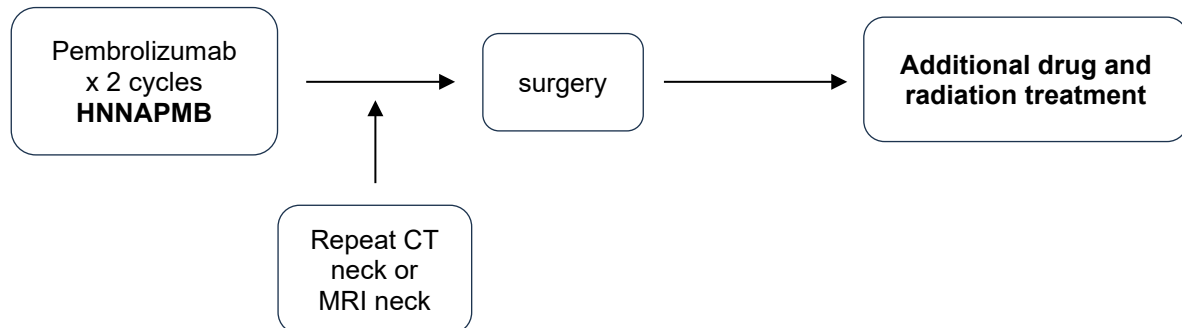 Pembrolizumab
x 2 cycles
HNNAPMB
surgery
Additional drug and
radiation treatment
Repeat CT
neck or
MRI neck